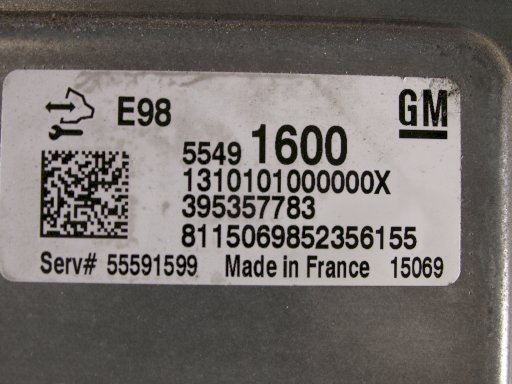 E98 GM
5549 1600
1310101000000X
395357783
8115069852356155
Serv# 55591599 Made in France 15069